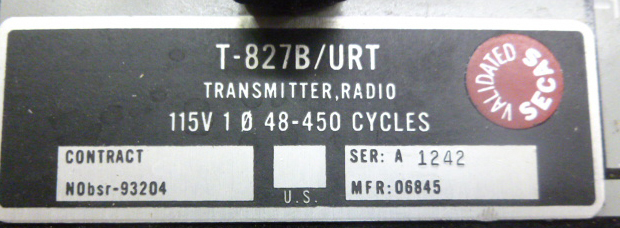 T-827B/URT
TRANSMITTER,RADIO
115V 1 Ø 48-450 CYCLES
VALIDATED
SECAS
CONTRACT
NObsr-93204
U.S.
SER: A 1242
MFR:06845